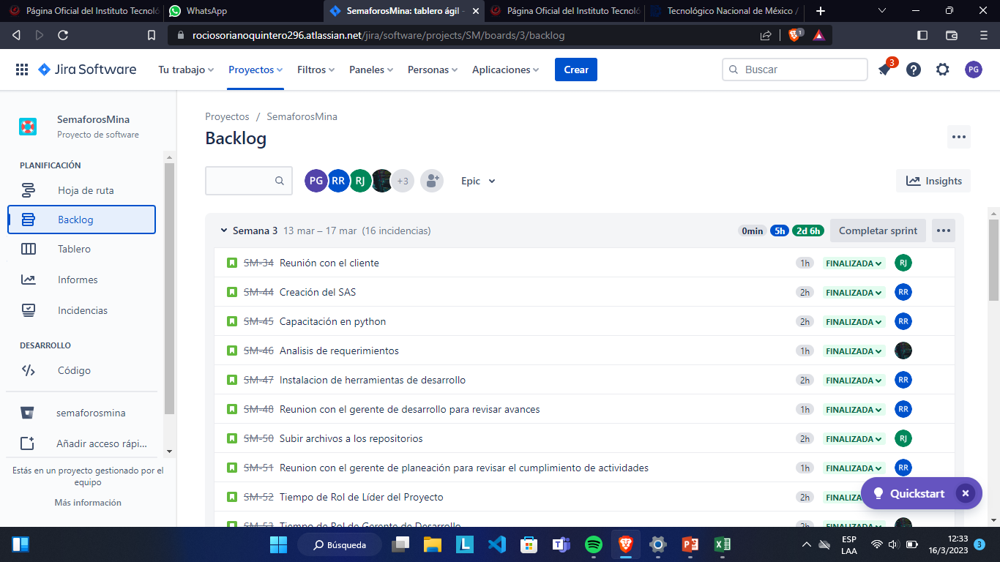 Página Oficial del Instituto Tecnoló
WhatsApp
SemaforosMina: tablero ágil -
Página Oficial del Instituto Tecnoló
Tecnológico Nacional de México /
rociosorianoquintero296.atlassian.net/jira/software/projects/SM/boards/3/backlog
1
Jira Software
Tu trabajo
Proyectos
Filtros
Paneles
Personas
Aplicaciones
Crear
Buscar
3
PG
SemaforosMina
Proyecto de software
PLANIFICACIÓN
Hoja de ruta
Backlog
Tablero
Informes
Incidencias
DESARROLLO
Código
semaforosmina
Añadir acceso rápi...
Estás en un proyecto gestionado por el
equipo
Más información
Proyectos / SemaforosMina
Backlog
PG RR RJ +3
Epic
Insights
Semana 3 13 mar – 17 mar (16 incidencias) 0min 5h 2d 6h Completar sprint
SM-34 Reunión con el cliente 1h FINALIZADA RJ
SM-44 Creación del SAS 2h FINALIZADA RR
SM-45 Capacitación en python 2h FINALIZADA RR
SM-46 Analisis de requerimientos 1h FINALIZADA
SM-47 Instalacion de herramientas de desarrollo 2h FINALIZADA RR
SM-48 Reunion con el gerente de desarrollo para revisar avances 1h FINALIZADA RR
SM-50 Subir archivos a los repositorios 2h FINALIZADA RJ
SM-51 Reunion con el gerente de planeación para revisar el cumplimiento de actividades 1h FINALIZADA RR
SM-52 Tiempo de Rol de Líder del Proyecto 2h FINALIZA
SM-53 Tiempo de Rol de Gerente de Desarrollo 2h FINALIZADA
Quickstart
Búsqueda
ESP
LAA
12:33
16/3/2023
3